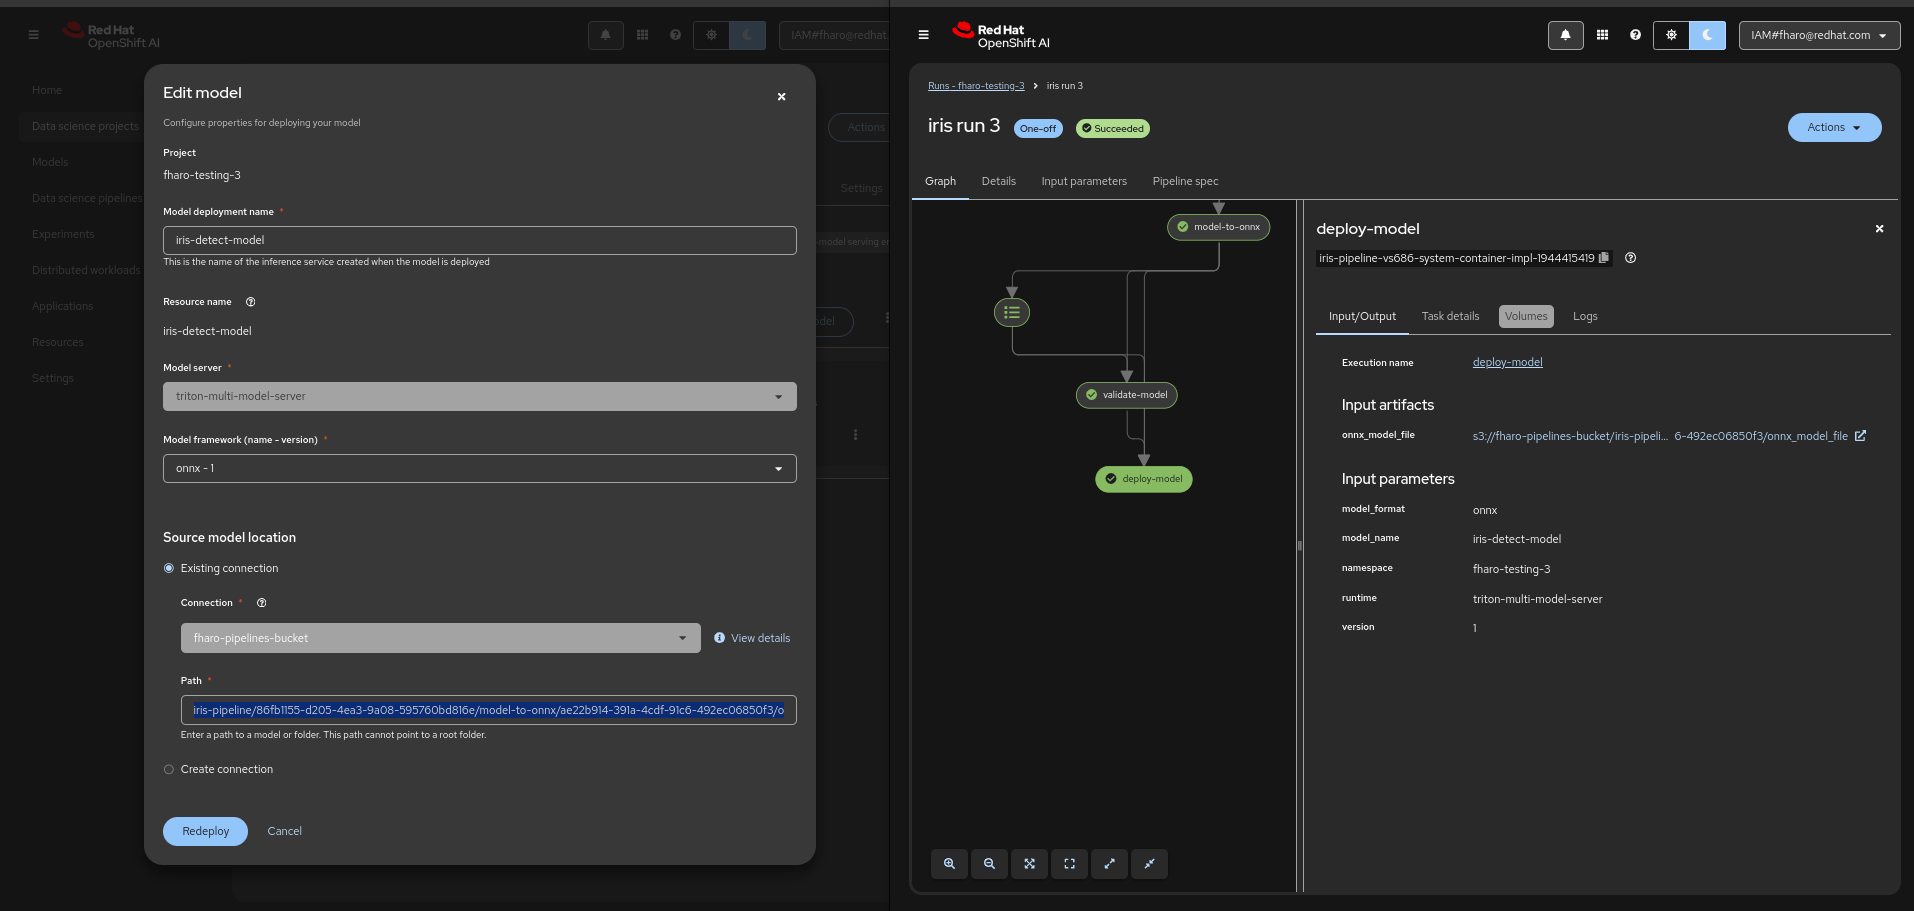 Red Hat
OpenShift AI
IAM#fharo@redhat.
Home
Data science projects
Models
Data science pipelines
Experiments
Distributed workloads
Applications
Resources
Settings
Actions
Settings
Edit model
Configure properties for deploying your model
Project
fharo-testing-3
Model deployment name *
iris-detect-model
This is the name of the inference service created when the model is deployed
Resource name
iris-detect-model
Model server *
triton-multi-model-server
Model framework (name - version) *
onnx - 1
Source model location
Existing connection
Connection *
fharo-pipelines-bucket
View details
Path *
iris-pipeline/86fb1155-d205-4ea3-9a08-595760bd816e/model-to-onnx/ae22b914-391a-4cdf-91c6-492ec06850f3/o
Enter a path to a model or folder. This path cannot point to a root folder.
Create connection
Redeploy Cancel
-model serving en
del
Red Hat
OpenShift AI
IAM#fharo@redhat.com
Runs - fharo-testing-3 > iris run 3
iris run 3 One-off Succeeded
Actions
Graph Details Input parameters Pipeline spec
model-to-onnx
validate-model
deploy-model
deploy-model
iris-pipeline-vs686-system-container-impl-1944415419
Input/Output Task details Volumes Logs
Execution name deploy-model
Input artifacts
onnx_model_file s3://fharo-pipelines-bucket/iris-pipeli... 6-492ec06850f3/onnx_model_file
Input parameters
model_format onnx
model_name iris-detect-model
namespace fharo-testing-3
runtime triton-multi-model-server
version 1